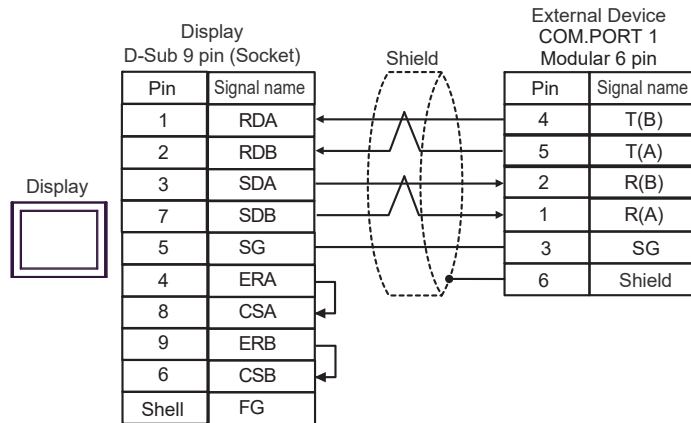 Display
D-Sub 9 pin (Socket)
Shield
External Device
COM.PORT 1
Modular 6 pin
Pin Signal name
1 RDA
2 RDB
3 SDA
7 SDB
5 SG
4 ERA
8 CSA
9 ERB
6 CSB
Shell FG
Display
Pin Signal name
4 T(B)
5 T(A)
2 R(B)
1 R(A)
3 SG
6 Shield